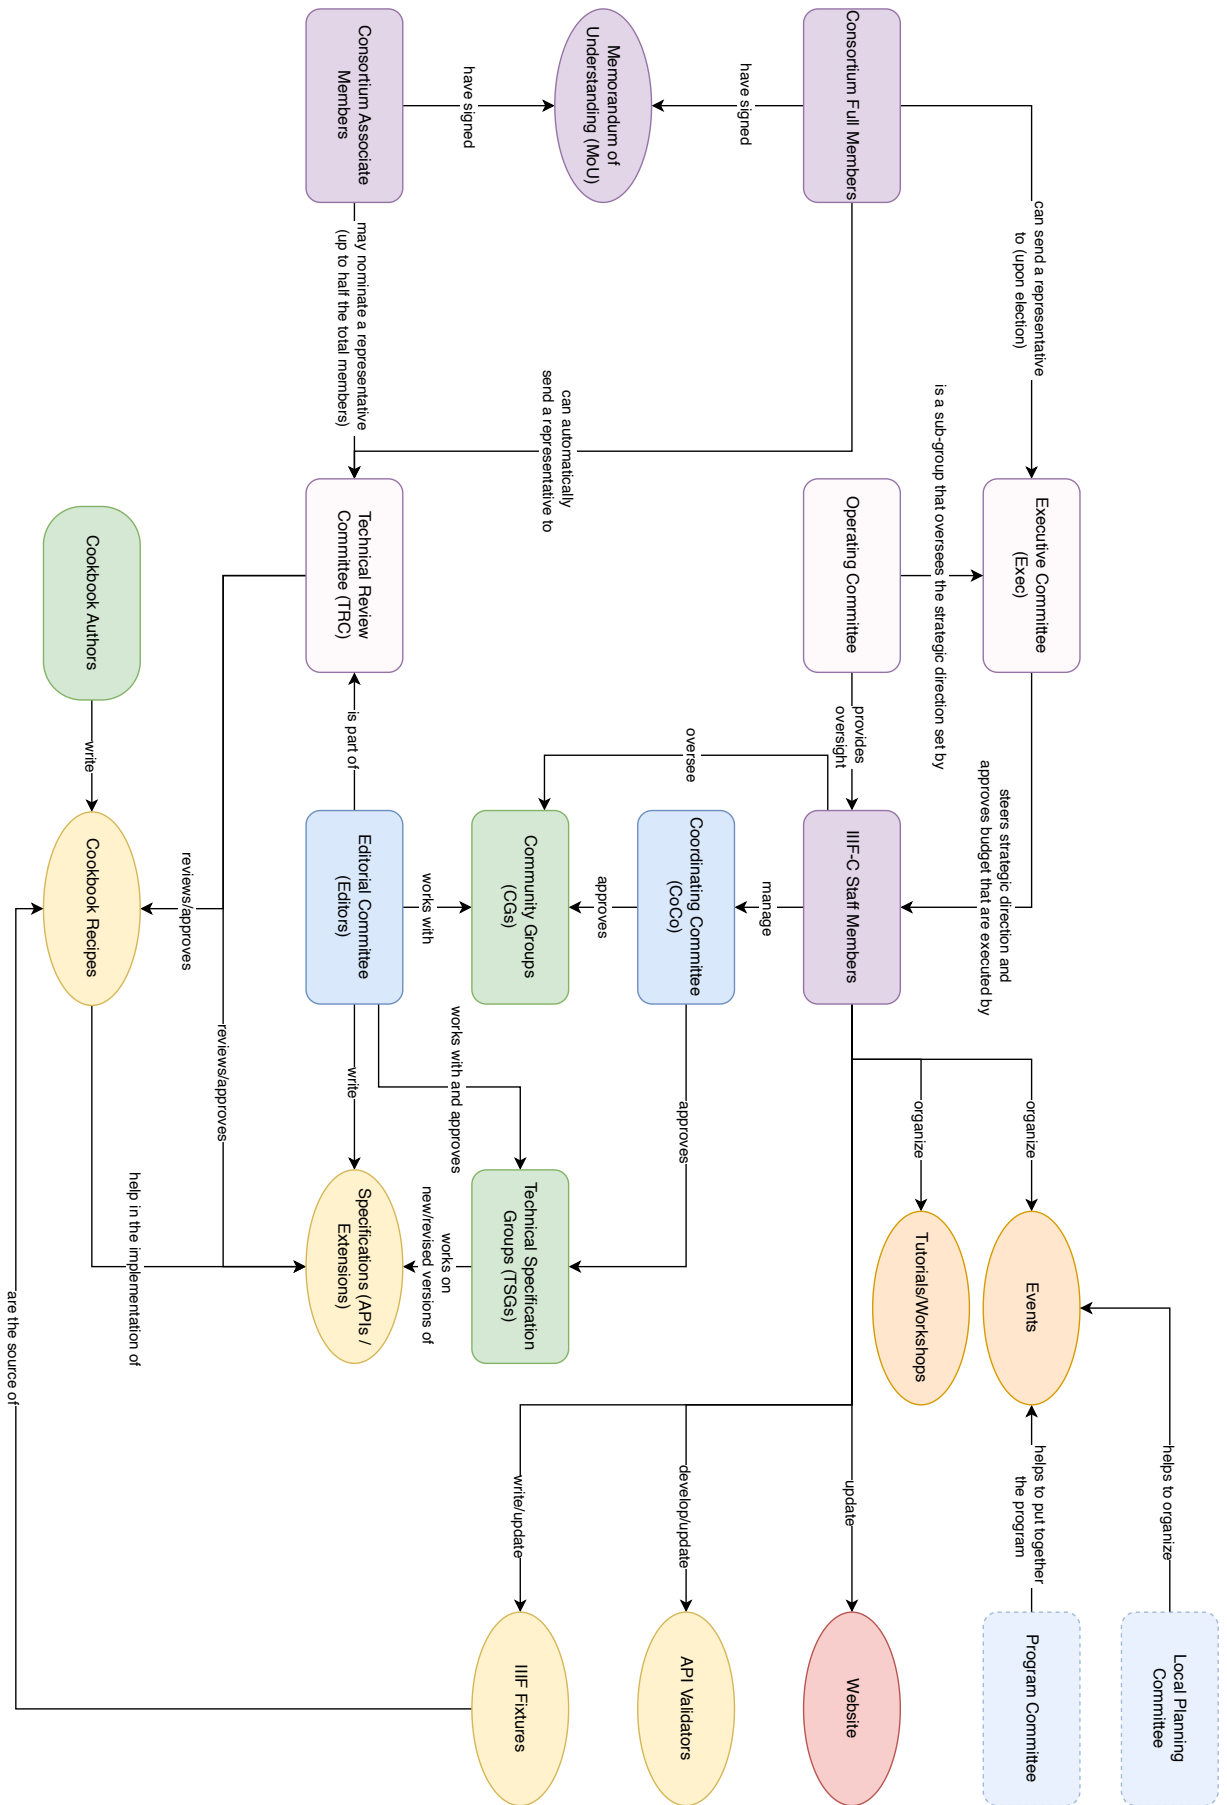 Local Planning
Committee
helps to organize
Program Committee
helps to put together
the program
Events
organize
Executive Committee
(Exec)
can send a representative
to (upon election)
steers strategic direction and
approves budget that are executed by
is a sub-group that oversees the strategic direction set by
Tutorials/Workshops
organize
Consortium Full Members
Operating Committee
provides
oversight
IIIF-C Staff Members
update
Website
have signed
manage
oversee
Coordinating Committee
(CoCo)
approves
develop/update
API Validators
Memorandum of
Understanding (MoU)
can automatically
send a representative to
approves
Community Groups
(CGs)
Technical Specification
Groups (TSGs)
write/update
IIIF Fixtures
have signed
works with
works with and approves
works on
new/revised versions of
Consortium Associate
Members
may nominate a representative
(up to half the total members)
Technical Review
Committee (TRC)
is part of
Editorial Committee
(Editors)
write
Specifications (APIs /
Extensions)
reviews/approves
reviews/approves
help in the implementation of
Cookbook Authors
write
Cookbook Recipes
are the source of